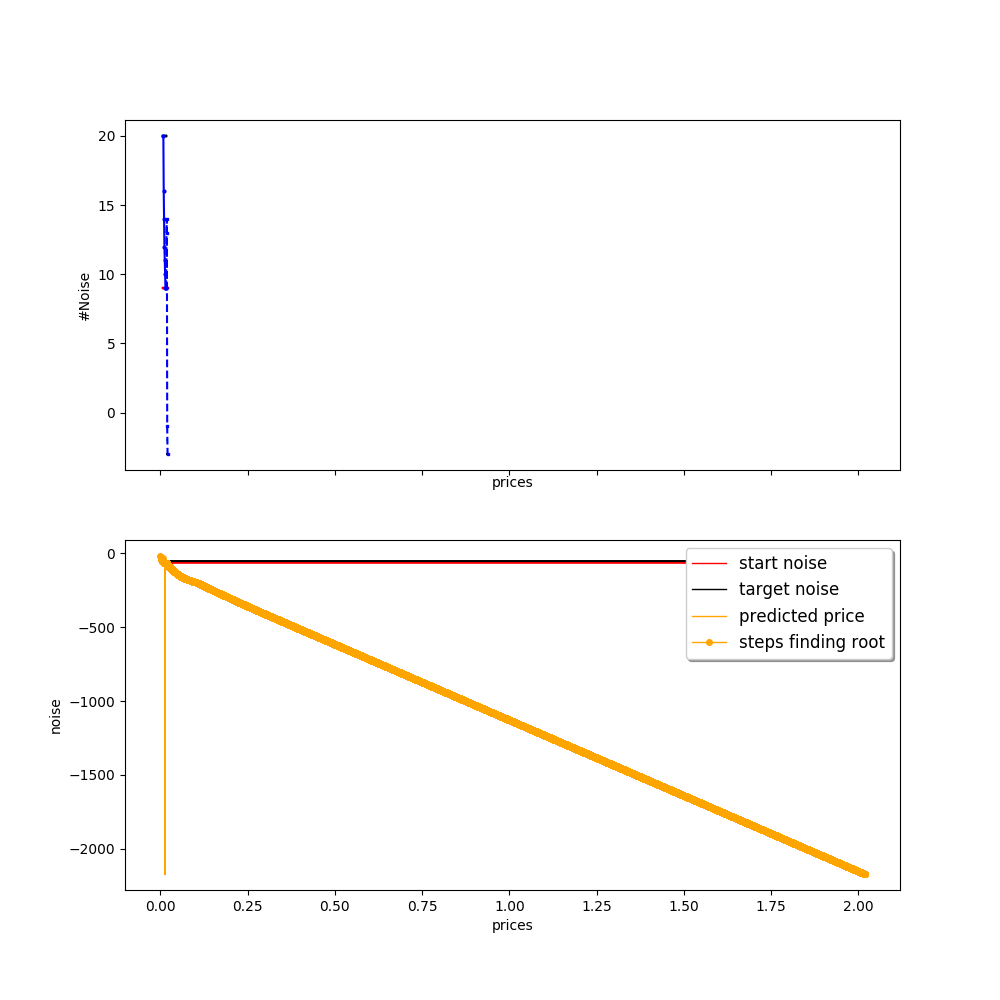 20
15
10
5
0
#Noise
prices
0
−500
−1000
−1500
−2000
noise
start noise
target noise
predicted price
steps finding root
0.00 0.25 0.50 0.75 1.00 1.25 1.50 1.75 2.00
prices